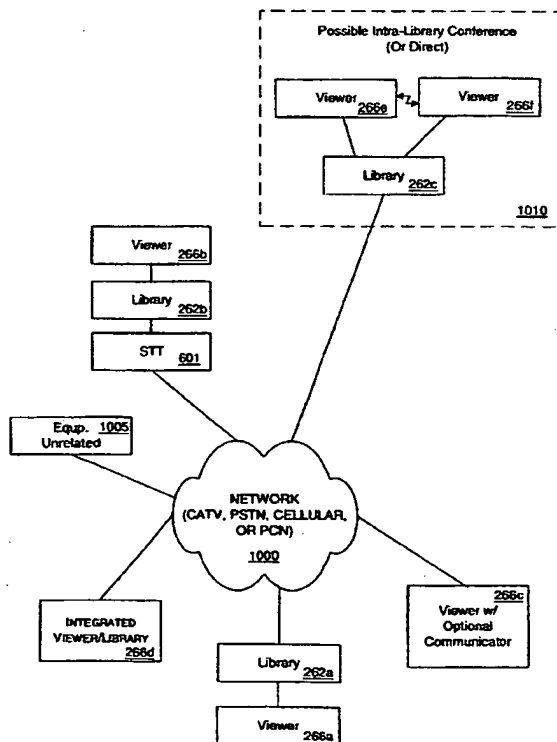 Possible Intra-Library Conference
(Or Direct)
Viewer
266e
Viewer
266f
Library
262c
1010
Viewer
266b
Library
262b
STT
601
Equp.
1005
Unrelated
NETWORK
(CATV, PSTN, CELLULAR,
OR PCN)
1000
INTEGRATED
VIEWER/LIBRARY
266d
266c
Viewer w/
Optional
Communicator
Library
262a
Viewer
266a